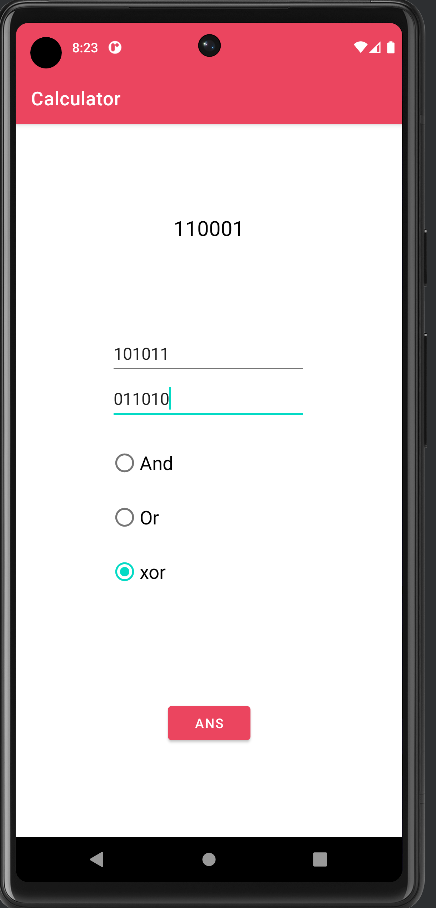 8:23
Calculator
110001
101011
011010
And
Or
xor
ANS